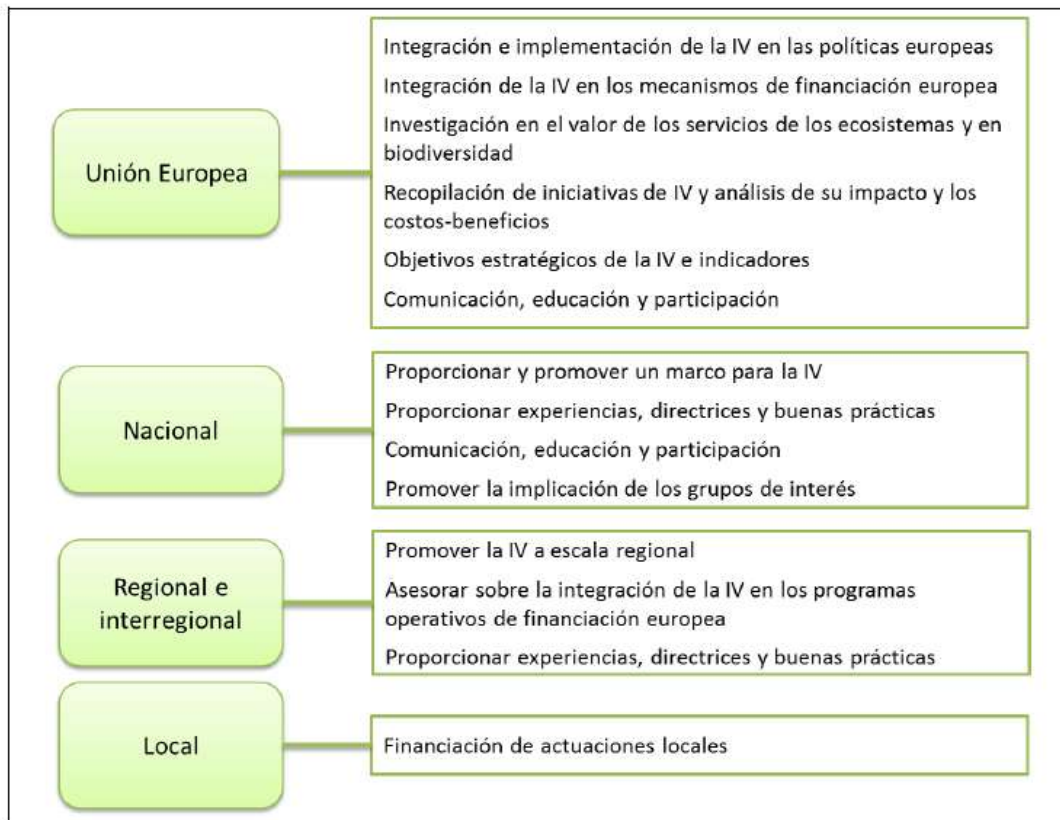 Unión Europea
Integración e implementación de la IV en las políticas europeas
Integración de la IV en los mecanismos de financiación europea
Investigación en el valor de los servicios de los ecosistemas y en
biodiversidad
Recopilación de iniciativas de IV y análisis de su impacto y los
costos-beneficios
Objetivos estratégicos de la IV e indicadores
Comunicación, educación y participación
Nacional
Proporcionar y promover un marco para la IV
Proporcionar experiencias, directrices y buenas prácticas
Comunicación, educación y participación
Promover la implicación de los grupos de interés
Regional e
interregional
Promover la IV a escala regional
Asesorar sobre la integración de la IV en los programas
operativos de financiación europea
Proporcionar experiencias, directrices y buenas prácticas
Local
Financiación de actuaciones locales